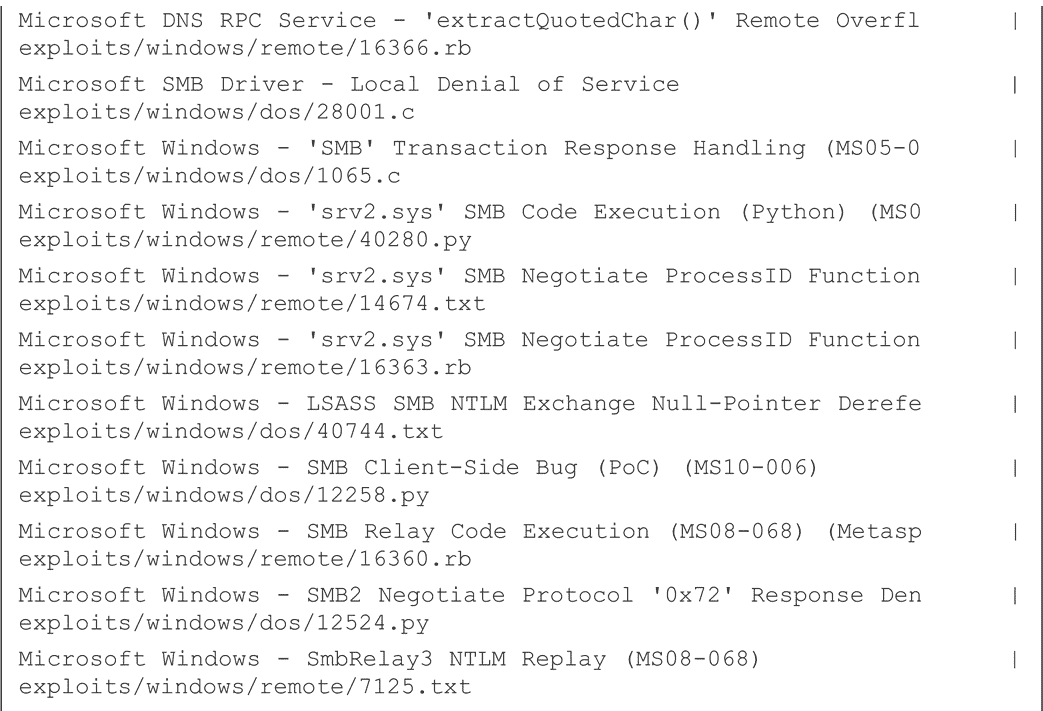 Microsoft DNS RPC Service - 'extractQuotedChar()' Remote Overfl |
exploits/windows/remote/16366.rb
Microsoft SMB Driver - Local Denial of Service |
exploits/windows/dos/28001.c
Microsoft Windows - 'SMB' Transaction Response Handling (MS05-0 |
exploits/windows/dos/1065.c
Microsoft Windows - 'srv2.sys' SMB Code Execution (Python) (MS0 |
exploits/windows/remote/40280.py
Microsoft Windows - 'srv2.sys' SMB Negotiate ProcessID Function |
exploits/windows/remote/14674.txt
Microsoft Windows - 'srv2.sys' SMB Negotiate ProcessID Function |
exploits/windows/remote/16363.rb
Microsoft Windows - LSASS SMB NTLM Exchange Null-Pointer Derefe |
exploits/windows/dos/40744.txt
Microsoft Windows - SMB Client-Side Bug (PoC) (MS10-006) |
exploits/windows/dos/12258.py
Microsoft Windows - SMB Relay Code Execution (MS08-068) (Metasp |
exploits/windows/remote/16360.rb
Microsoft Windows - SMB2 Negotiate Protocol '0x72' Response Den |
exploits/windows/dos/12524.py
Microsoft Windows - SmbRelay3 NTLM Replay (MS08-068) |
exploits/windows/remote/7125.txt